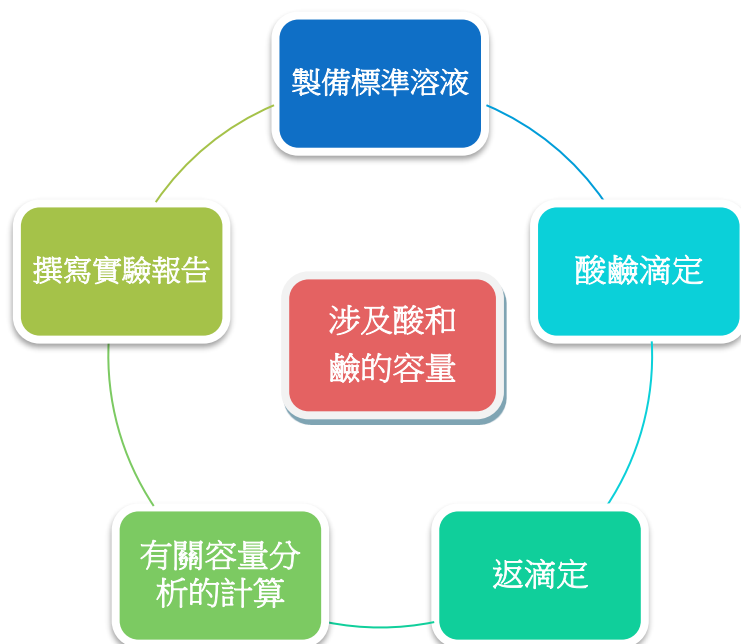 製備標準溶液
撰寫實驗報告
酸鹼滴定
涉及酸和
鹼的容量
有關容量分
析的計算
返滴定